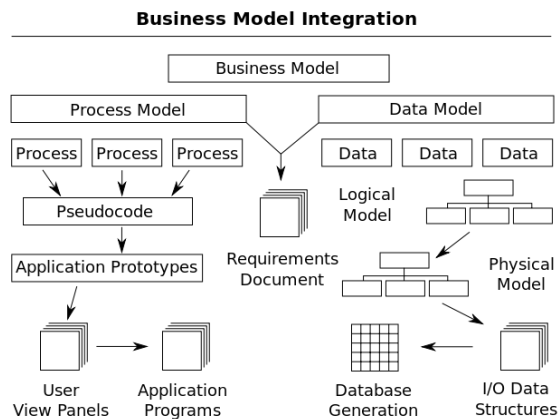 Business Model Integration
Business Model
Process Model
Data Model
Process
Process
Process
Data
Data
Data
Pseudocode
Logical
Model
Application Prototypes
Requirements
Document
Physical
Model
User
View Panels
Application
Programs
Database
Generation
I/O Data
Structures